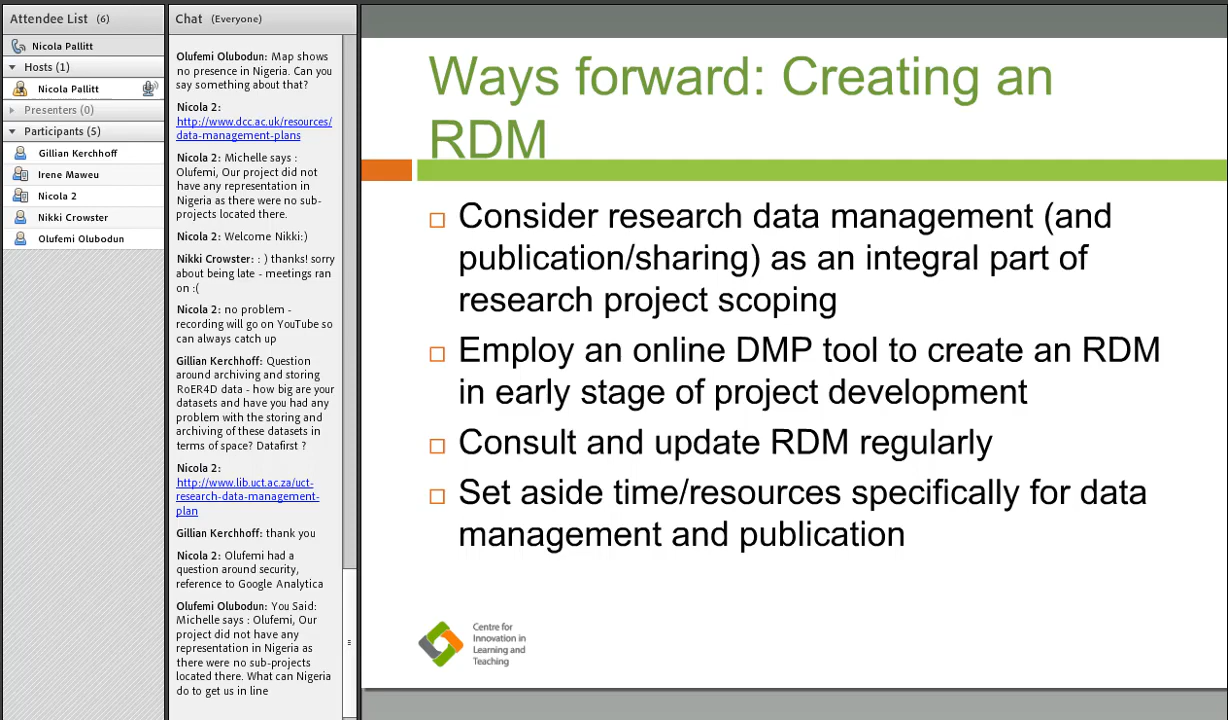 Attendee List (6)
Nicola Pallitt
Hosts (1)
Nicola Pallitt
Presenters (0)
Participants (5)
Gillian Kerchhoff
Irene Maweu
Nicola 2
Nikki Crowster
Olufemi Olubodun
Chat (Everyone)
Olufemi Olubodun: Map shows
no presence in Nigeria. Can you
say something about that?
Nicola 2:
http://www.dcc.ac.uk/resources/
data-management-plans
Nicola 2: Michelle says :
Olufemi, Our project did not
have any representation in
Nigeria as there were no sub-
projects located there.
Nicola 2: Welcome Nikki:)
Nikki Crowster: : ) thanks! sorry
about being late - meetings ran
on :(
Nicola 2: no problem -
recording will go on YouTube so
can always catch up
Gillian Kerchhoff: Question
around archiving and storing
RoER4D data - how big are your
datasets and have you had any
problem with the storing and
archiving of these datasets in
terms of space? Datafirst ?
Nicola 2:
http://www.lib.uct.ac.za/uct-
research-data-management-
plan
Gillian Kerchhoff: thank you
Nicola 2: Olufemi had a
question around security,
reference to Google Analytica
Olufemi Olubodun: You Said:
Michelle says : Olufemi, Our
project did not have any
representation in Nigeria as
there were no sub-projects
located there. What can Nigeria
do to get us in line
Ways forward: Creating an
RDM
Consider research data management (and
publication/sharing) as an integral part of
research project scoping
Employ an online DMP tool to create an RDM
in early stage of project development
Consult and update RDM regularly
Set aside time/resources specifically for data
management and publication
Centre for
Innovation in
Learning and
Teaching